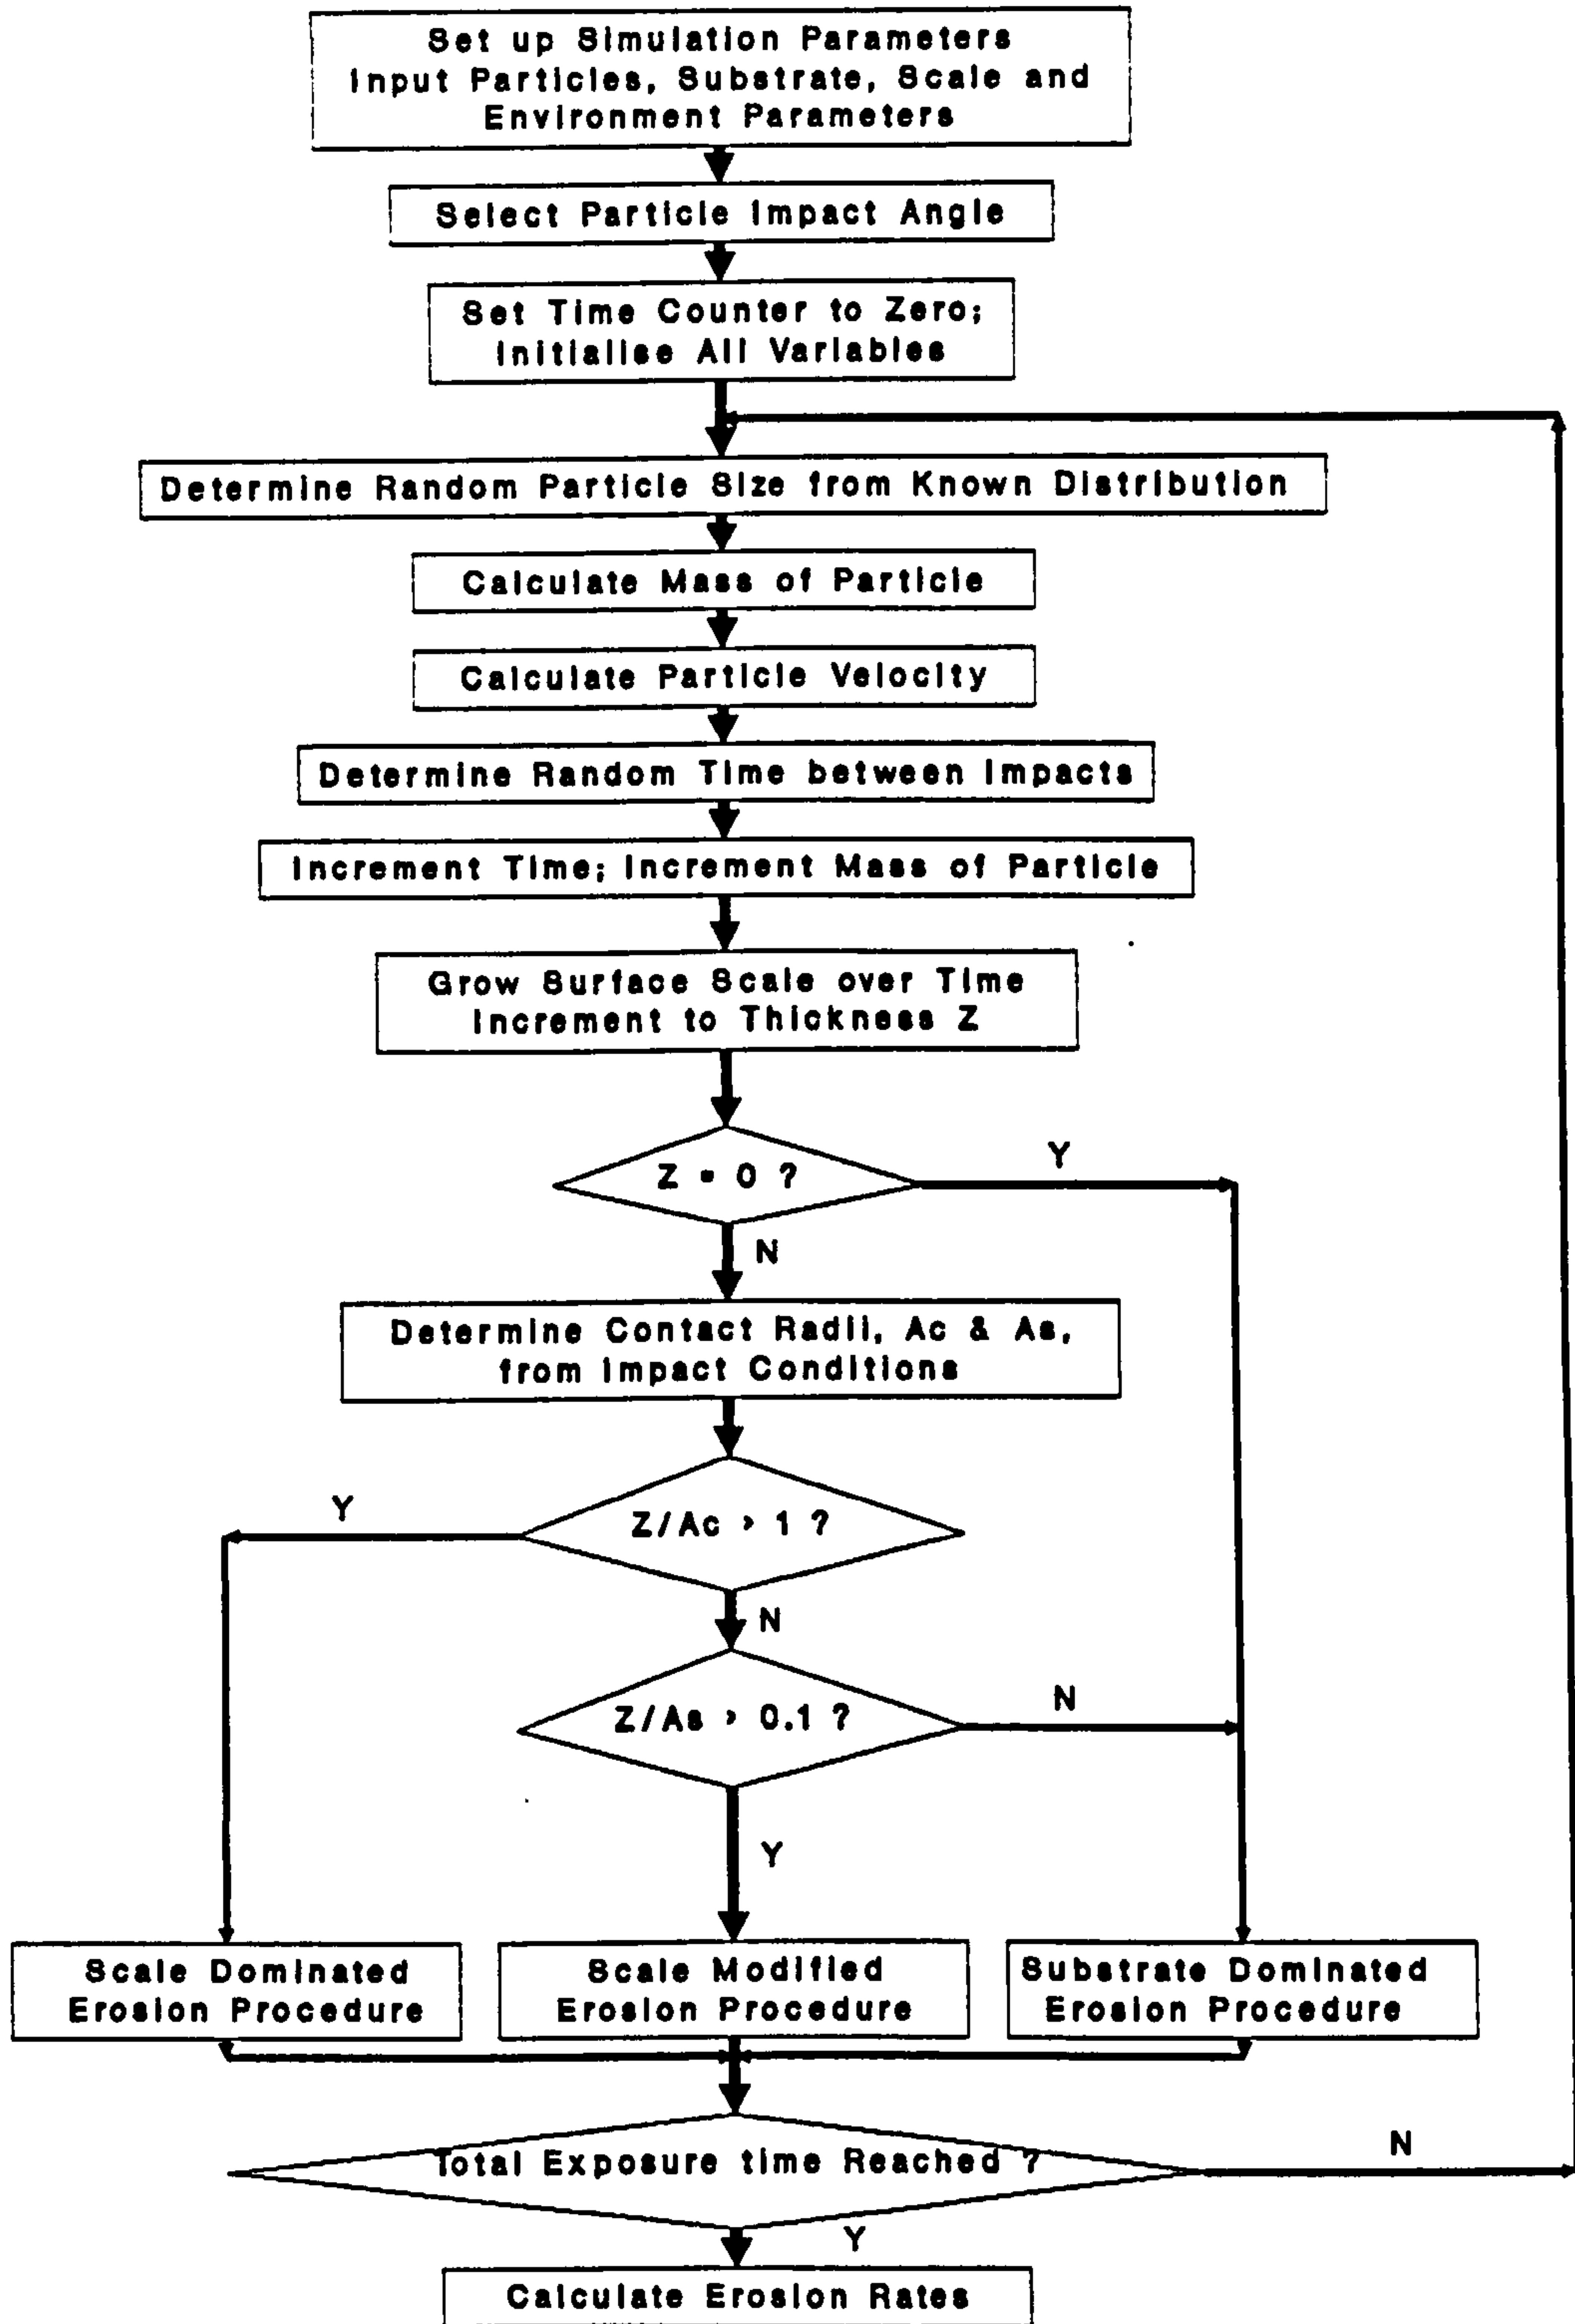 Set up Simulation Parameters
Input Particles, Substrate, Scale and
Environment Parameters
Select Particle Impact Angle
Set Time Counter to Zero;
Initialise All Variables
Determine Random Particle Size from Known Distribution
Calculate Mass of Particle
Calculate Particle Velocity
Determine Random Time between Impacts
Increment Time; Increment Mass of Particle
Grow Surface Scale over Time
Increment to Thickness Z
Z = 0 ?
Y
N
Determine Contact Radii, Ac & As,
from Impact Conditions
Z/Ac > 1 ?
Y
N
Z/As > 0.1 ?
N
Y
Scale Dominated
Erosion Procedure
Scale Modified
Erosion Procedure
Substrate Dominated
Erosion Procedure
Total Exposure time Reached ?
N
Y
Calculate Erosion Rates